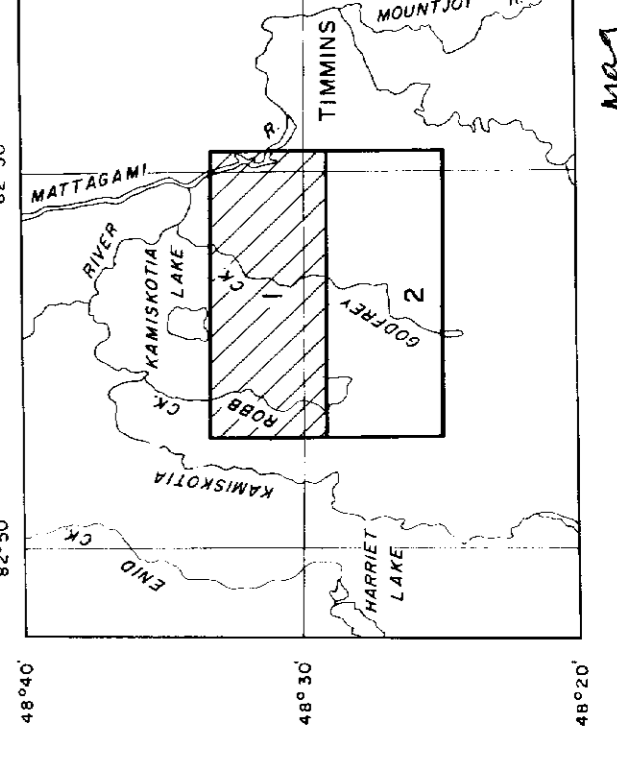 82°50'
MOUNTJOY R.
TIMMINS
MATTAGAMI
R.
RIVER
KAMISKOTIA
LAKE
CK.
1
CK.
ROBB
GODFREY
2
KAMISKOTIA
CK
ENID
HARRIET
LAKE
48°40'
48°30'
48°20'
Mag